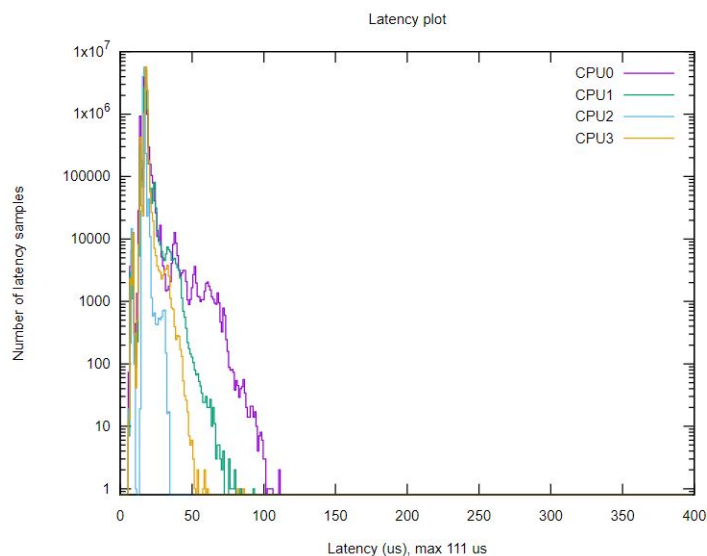 Latency plot
1x10^7
1x10^6
100000
10000
1000
100
10
1
Number of latency samples
CPU0
CPU1
CPU2
CPU3
0 50 100 150 200 250 300 350 400
Latency (us), max 111 us